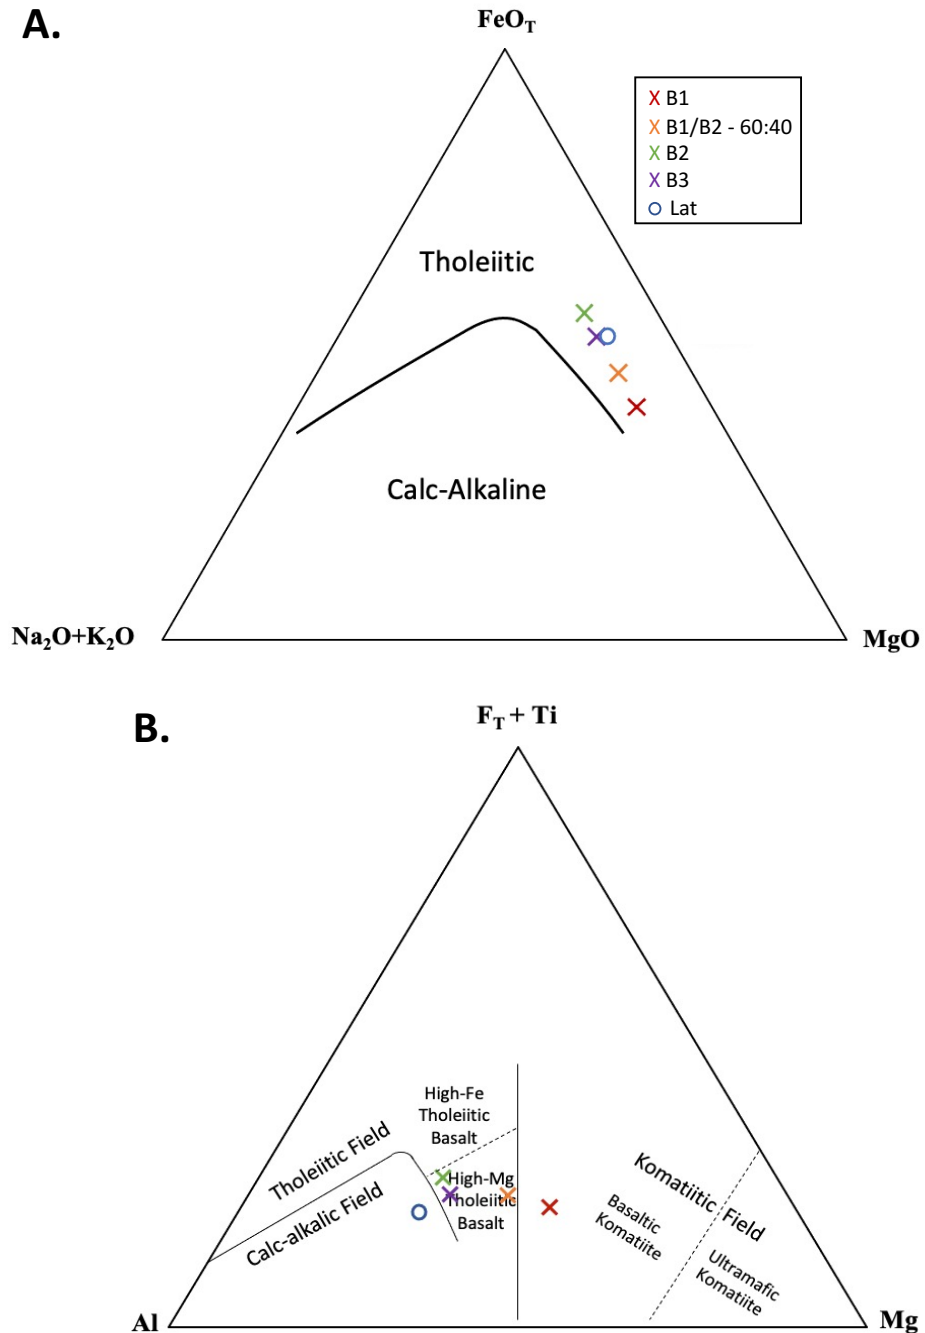 A.
FeOT
X B1
X B1/B2 - 60:40
X B2
X B3
O Lat
Tholeiitic
Calc-Alkaline
Na2O+K2O
MgO
B.
FT + Ti
High-Fe
Tholeiitic
Basalt
Tholeiitic Field
Calc-alkalic Field
High-Mg
Tholeiitic
Basalt
Komatiitic Field
Basaltic
Komatiite
Ultramafic
Komatiite
Al
Mg